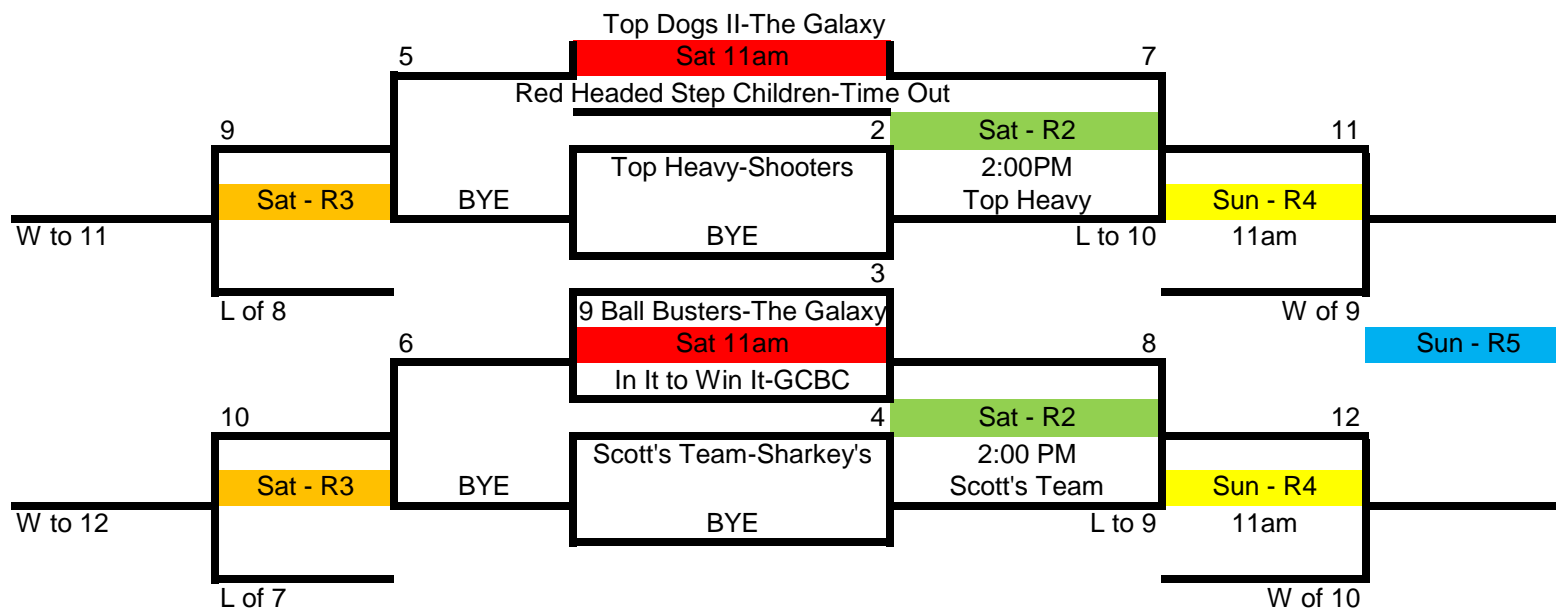 Top Dogs II-The Galaxy
5 Sat 11am 7
Red Headed Step Children-Time Out
9 2 Sat - R2 11
Top Heavy-Shooters 2:00PM
Sat - R3 BYE Top Heavy Sun - R4
W to 11 BYE L to 10 11am
3
L of 8 9 Ball Busters-The Galaxy W of 9
6 Sat 11am 8 Sun - R5
In It to Win It-GCBC
10 4 Sat - R2 12
Scott's Team-Sharkey's 2:00 PM
Sat - R3 BYE Scott's Team Sun - R4
W to 12 BYE L to 9 11am
L of 7 W of 10